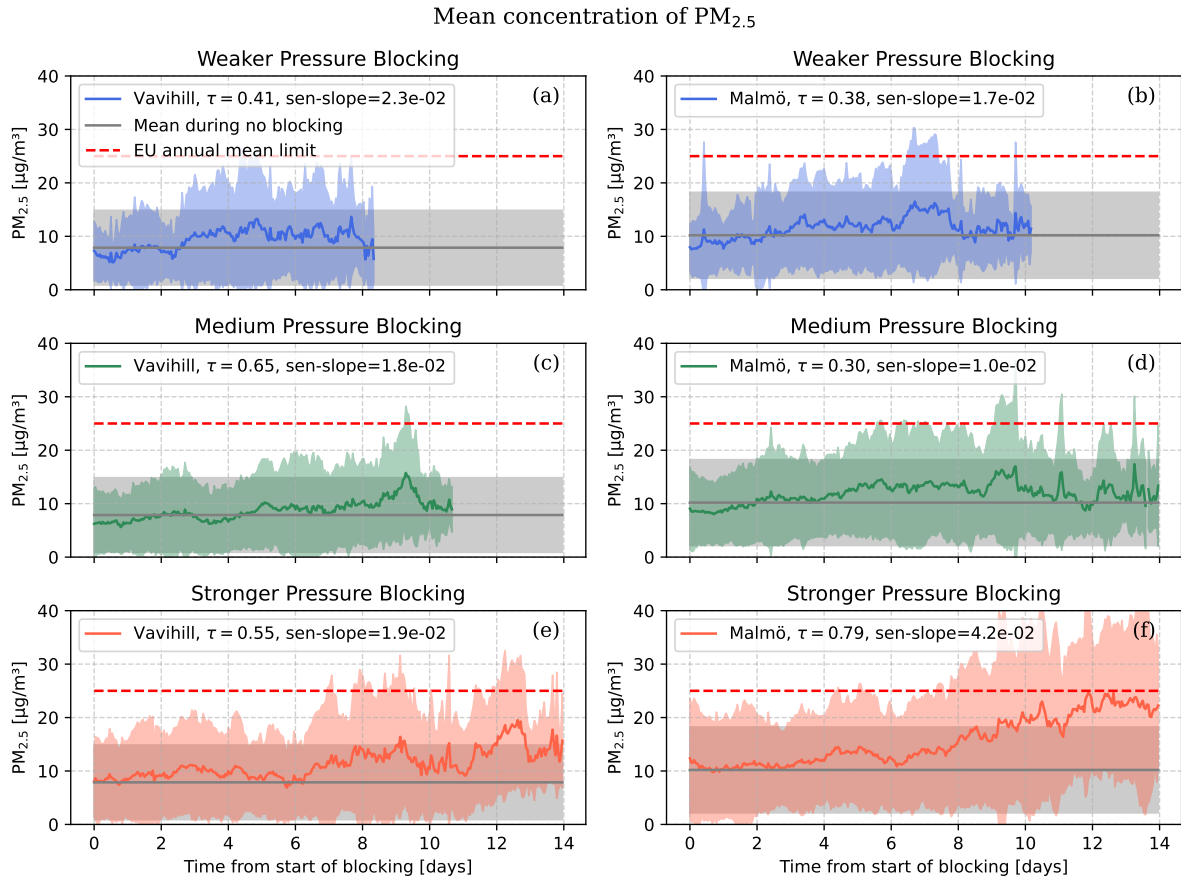 Mean concentration of PM₂.₅
Weaker Pressure Blocking
40
30
20
10
0
PM₂.₅ [µg/m³]
Vavihill, τ = 0.41, sen-slope=2.3e-02
Mean during no blocking
EU annual mean limit
(a)
Weaker Pressure Blocking
40
30
20
10
0
PM₂.₅ [µg/m³]
Malmö, τ = 0.38, sen-slope=1.7e-02
(b)
Medium Pressure Blocking
40
30
20
10
0
PM₂.₅ [µg/m³]
Vavihill, τ = 0.65, sen-slope=1.8e-02
(c)
Medium Pressure Blocking
40
30
20
10
0
PM₂.₅ [µg/m³]
Malmö, τ = 0.30, sen-slope=1.0e-02
(d)
Stronger Pressure Blocking
40
30
20
10
0
PM₂.₅ [µg/m³]
Vavihill, τ = 0.55, sen-slope=1.9e-02
(e)
0 2 4 6 8 10 12 14
Time from start of blocking [days]
Stronger Pressure Blocking
40
30
20
10
0
PM₂.₅ [µg/m³]
Malmö, τ = 0.79, sen-slope=4.2e-02
(f)
0 2 4 6 8 10 12 14
Time from start of blocking [days]